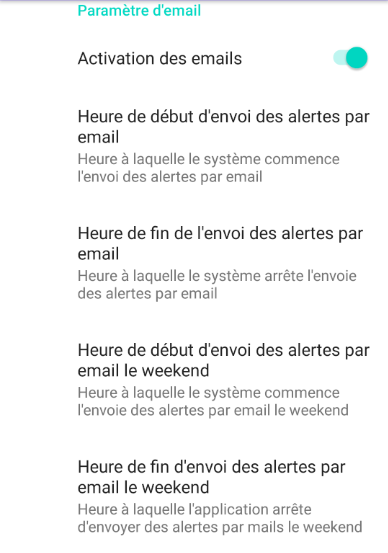 Paramètre d'email
Activation des emails
Heure de début d'envoi des alertes par
email
Heure à laquelle le système commence
l'envoi des alertes par email
Heure de fin de l'envoi des alertes par
email
Heure à laquelle le système arrête l'envoie
des alertes par email
Heure de début d'envoi des alertes par
email le weekend
Heure à laquelle le système commence
l'envoie des alertes par email le weekend
Heure de fin d'envoi des alertes par
email le weekend
Heure à laquelle l'application arrête
d'envoyer des alertes par mails le weekend